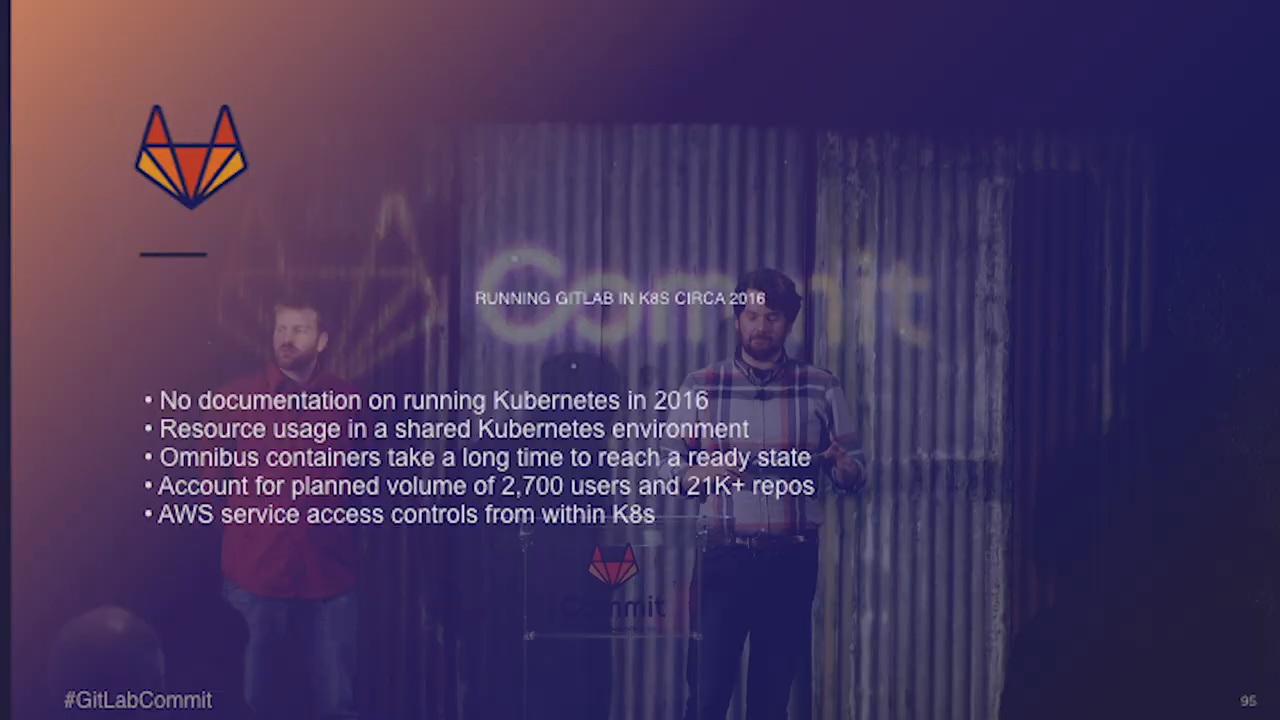 Commit
RUNNING GITLAB IN K8S CIRCA 2016
• No documentation on running Kubernetes in 2016
• Resource usage in a shared Kubernetes environment
• Omnibus containers take a long time to reach a ready state
• Account for planned volume of 2,700 users and 21K+ repos
• AWS service access controls from within K8s
Commit
#GitLabCommit
95